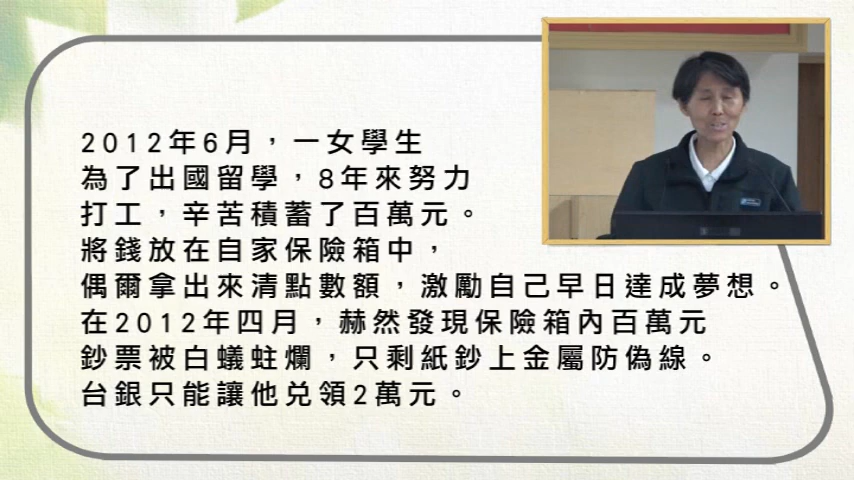 2012年6月，一女學生
為了出國留學，8年來努力
打工，辛苦積蓄了百萬元。
將錢放在自家保險箱中，
偶爾拿出來清點數額，激勵自己早日達成夢想。
在2012年四月，赫然發現保險箱內百萬元
鈔票被白蟻蛀爛，只剩紙鈔上金屬防偽線。
台銀只能讓他兌領2萬元。